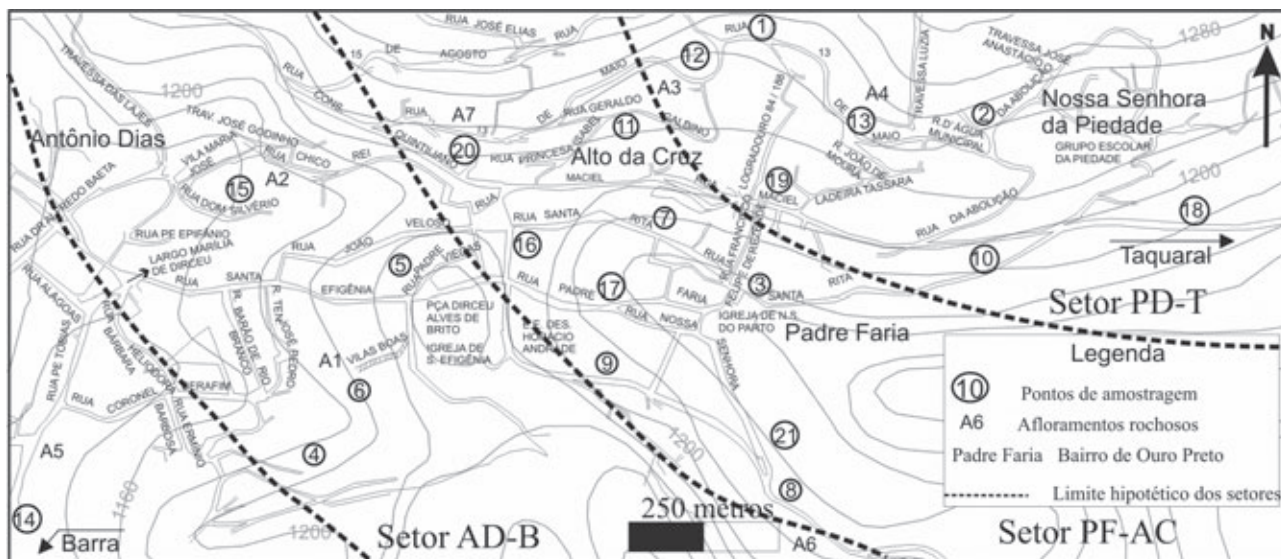 RUA JOSÉ ELIAS
RUA
1
1280
N
15 DE AGOSTO
RUA
MAIO
12
13
TRAVESSA LUZIA
TRAVESSA JOSÉ
ANASTÁCIO D.
DA ABOLIÇÃO
TRAVESSA DAS LAJES
1200
RUA
CONS.
QUINTILIANO
A7
RUA
13
DE
RUA GERALDO
GALDINO
A3
A4
2
Nossa Senhora
da Piedade
GRUPO ESCOLAR
DA PIEDADE
Antônio Dias
TRAV. JOSÉ GODINHO
VILA MARIA
JOSÉ
RUA CHICO REI
15
A2
20
RUA PRINCESA ISABEL
11
Alto da Cruz
MACIEL
LOGRADOURO 84 / 188
DE
13
MAIO
R.D' ÁGUA
MUNICIPAL
R. JOÃO DE
MOURA
1200
RUA DR ALFREDO BAETA
RUA DOM SILVÉRIO
RUA PE EPIFÂNIO
19
MACIEL
LADEIRA TASSARA
RUA DA ABOLIÇÃO
18
LARGO MARÍLIA
DE DIRCEU
RUA JOÃO VELOSO
RUA
RUA SANTA RITA
16
7
RUA
RUA FRANCISCO
FELIPE DE REZENDE
10
Taquaral
RUA ALAGOAS
RUA SANTA EFIGÊNIA
5
RUA PADRE VIEGAS
RUA PADRE FARIA
17
3
SANTA RITA
Setor PD-T
RUA PE TOBIAS
RUA BÁRBARA
HELIODORA
R. BARÃO DE
RIO
BRANCO
R. TEN.
JOSÉ PEDRO
PÇA DIRCEU
ALVES DE
BRITO
IGREJA DE
S. EFIGÊNIA
E.E. DES.
HORÁCIO
ANDRADE
RUA NOSSA
SENHORA
IGREJA DE N.S.
DO PARTO
Padre Faria
A1
VILAS BOAS
6
9
RUA CORONEL
SERAFIM
BARBOSA
RUA ERMÍNIO
A5
4
21
8
14
Barra
1160
1200
1200
Setor AD-B
250 metros
A6
Setor PF-AC
Legenda
10 Pontos de amostragem
A6 Afloramentos rochosos
Padre Faria Bairro de Ouro Preto
Limite hipotético dos setores